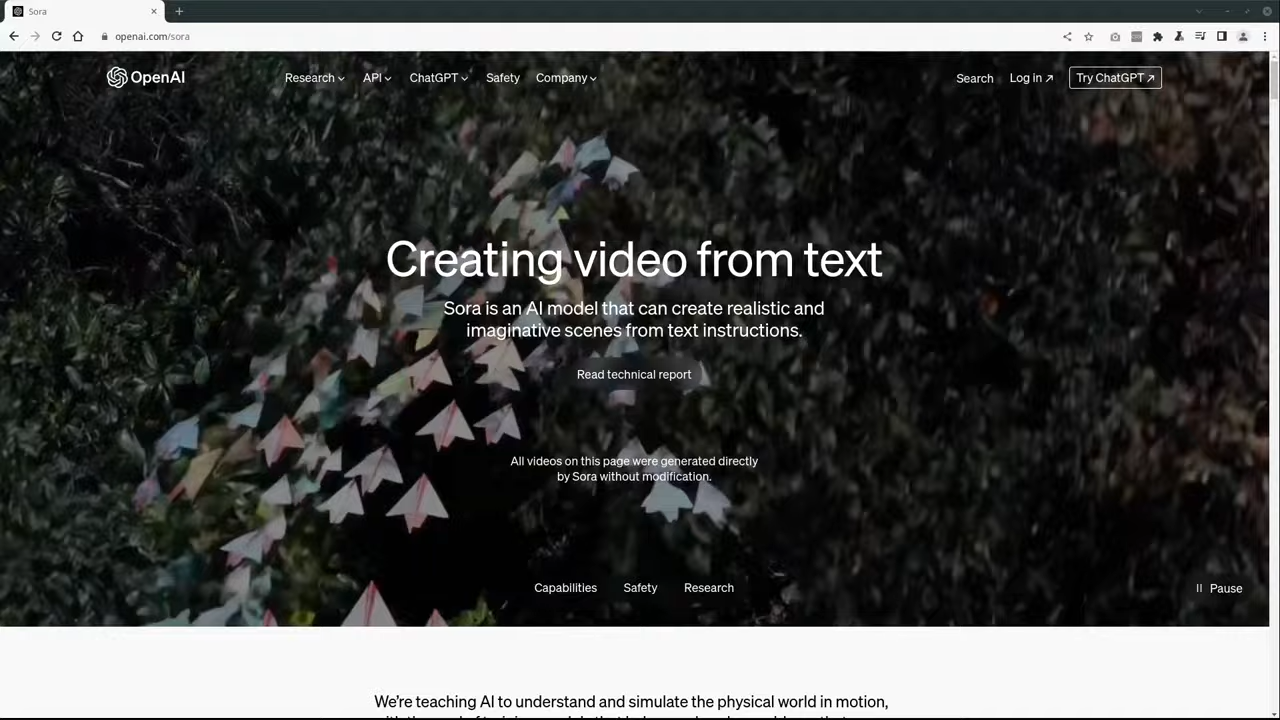 Sora
openai.com/sora
OpenAI
Research
API
ChatGPT
Safety
Company
Search
Log in ↗
Try ChatGPT ↗
Creating video from text
Sora is an AI model that can create realistic and
imaginative scenes from text instructions.
Read technical report
All videos on this page were generated directly
by Sora without modification.
Capabilities
Safety
Research
Pause
We're teaching AI to understand and simulate the physical world in motion,